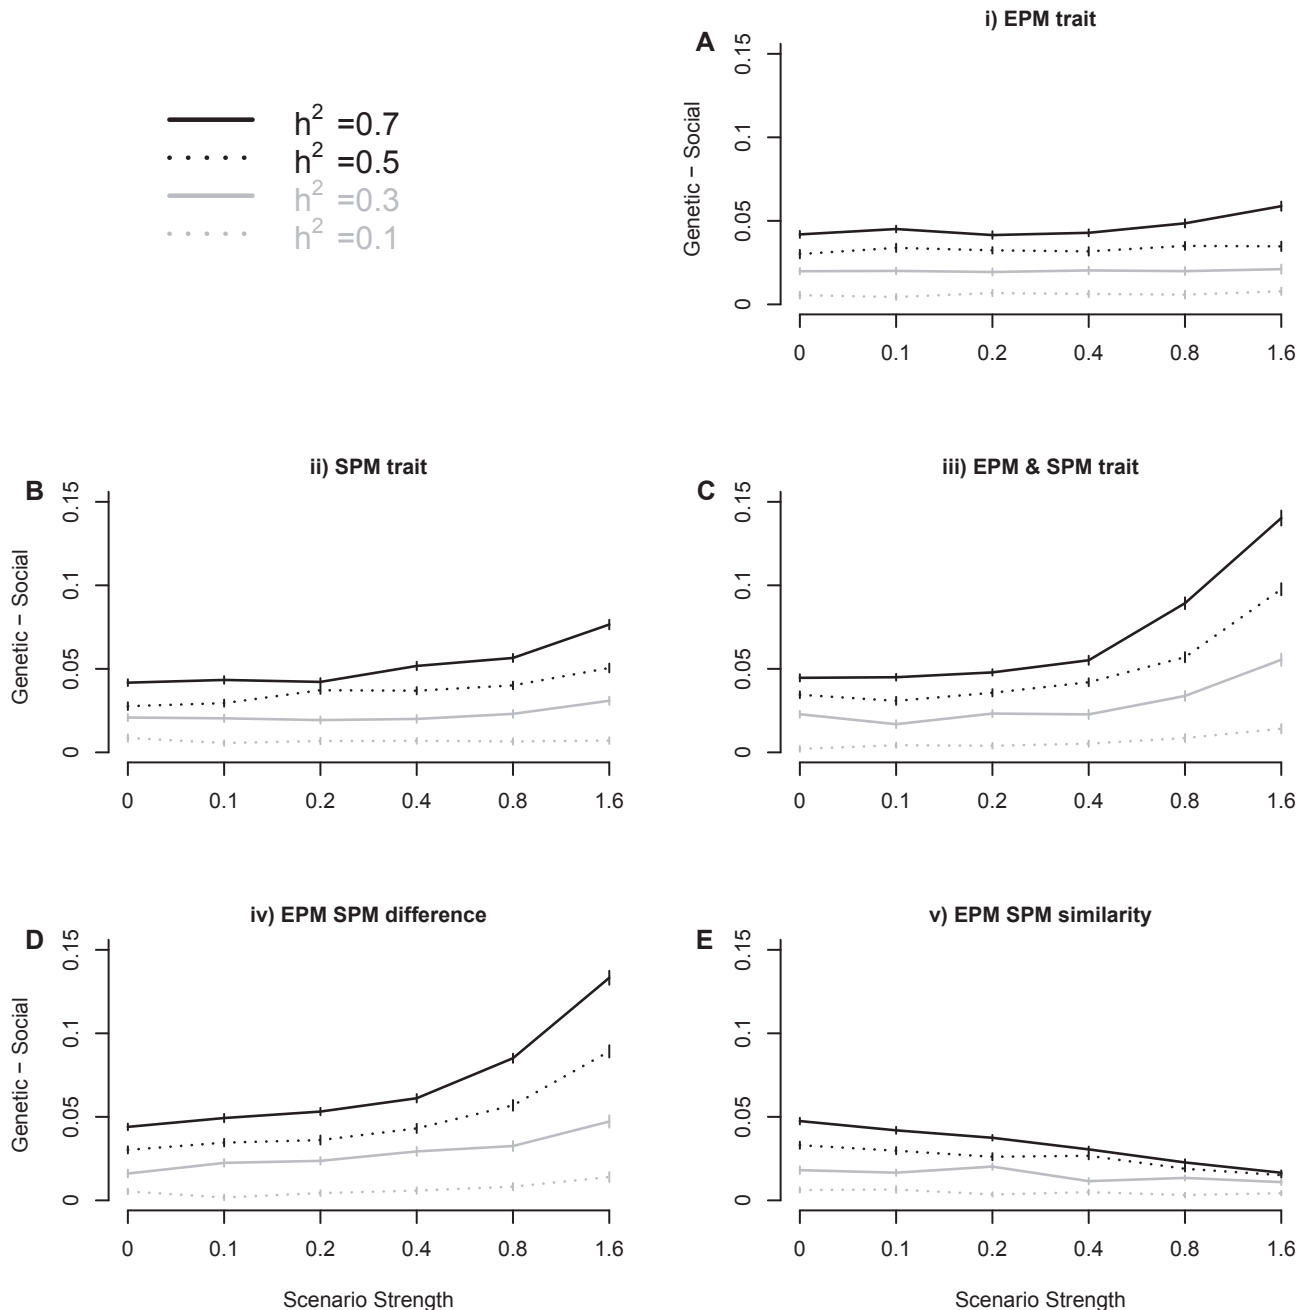 h² =0.7
h² =0.5
h² =0.3
h² =0.1
i) EPM trait
A
Genetic − Social
0.15
0.1
0.05
0
0 0.1 0.2 0.4 0.8 1.6
ii) SPM trait
B
Genetic − Social
0.15
0.1
0.05
0
0 0.1 0.2 0.4 0.8 1.6
iii) EPM & SPM trait
C
0.15
0.1
0.05
0
0 0.1 0.2 0.4 0.8 1.6
iv) EPM SPM difference
D
Genetic − Social
0.15
0.1
0.05
0
0 0.1 0.2 0.4 0.8 1.6
Scenario Strength
v) EPM SPM similarity
E
0.15
0.1
0.05
0
0 0.1 0.2 0.4 0.8 1.6
Scenario Strength